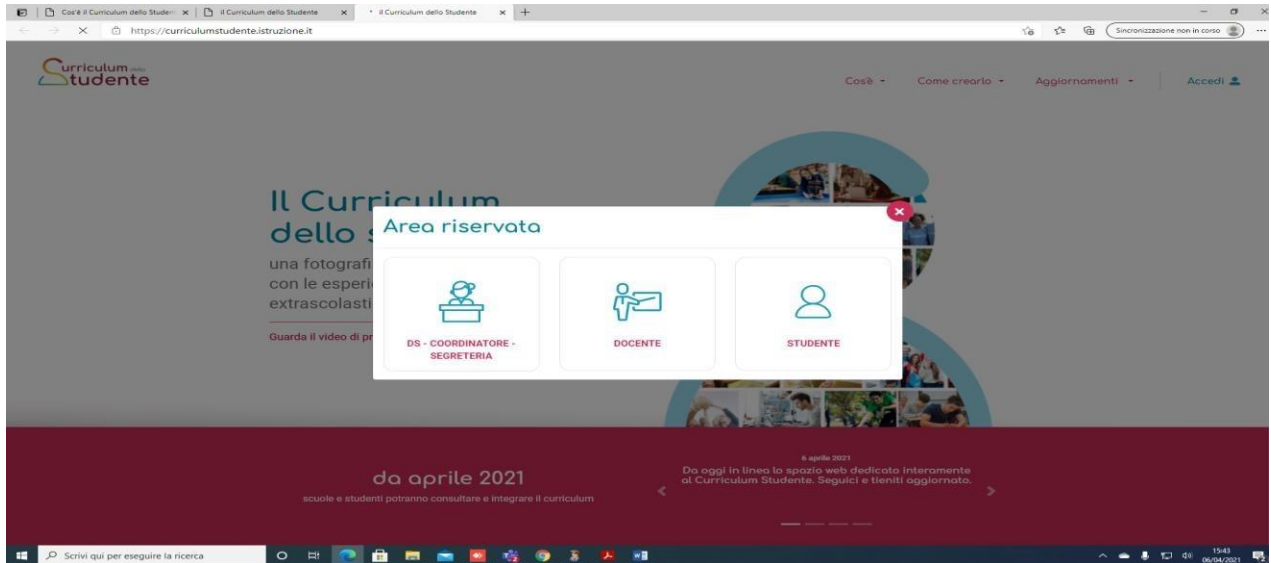 Cos'è il Curriculum dello Studen
il Curriculum dello Studente
il Curriculum dello Studente
https://curriculumstudente.istruzione.it
Sincronizzazione non in corso
Curriculum dello
Studente
Cos'è
Come crearlo
Aggiornamenti
Accedi
Il Curriculum
dello s
una fotografi
con le esperi
extrascolasti
Guarda il video di pr
Area riservata
DS - COORDINATORE -
SEGRETERIA
DOCENTE
STUDENTE
da aprile 2021
scuole e studenti potranno consultare e integrare il curriculum
6 aprile 2021
Da oggi in linea lo spazio web dedicato interamente
al Curriculum Studente. Seguici e tieniti aggiornato.
Scrivi qui per eseguire la ricerca
15:43
06/04/2021